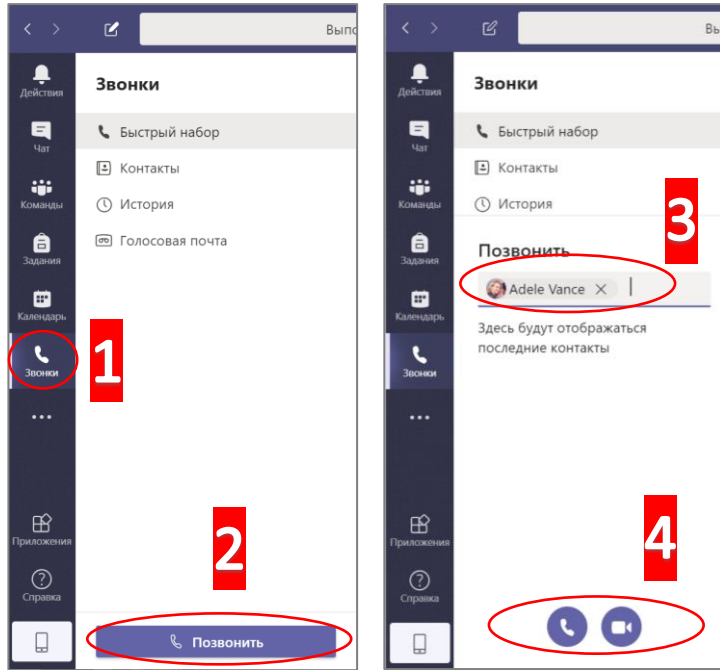 Выпо
Действия
Чат
Команды
Задания
Календарь
Звонки
Приложения
Справка
Звонки
Быстрый набор
Контакты
История
Голосовая почта
1
2
Позвонить
Вы
Действия
Чат
Команды
Задания
Календарь
Звонки
Приложения
Справка
Звонки
Быстрый набор
Контакты
История
3
Позвонить
Adele Vance
Здесь будут отображаться
последние контакты
4